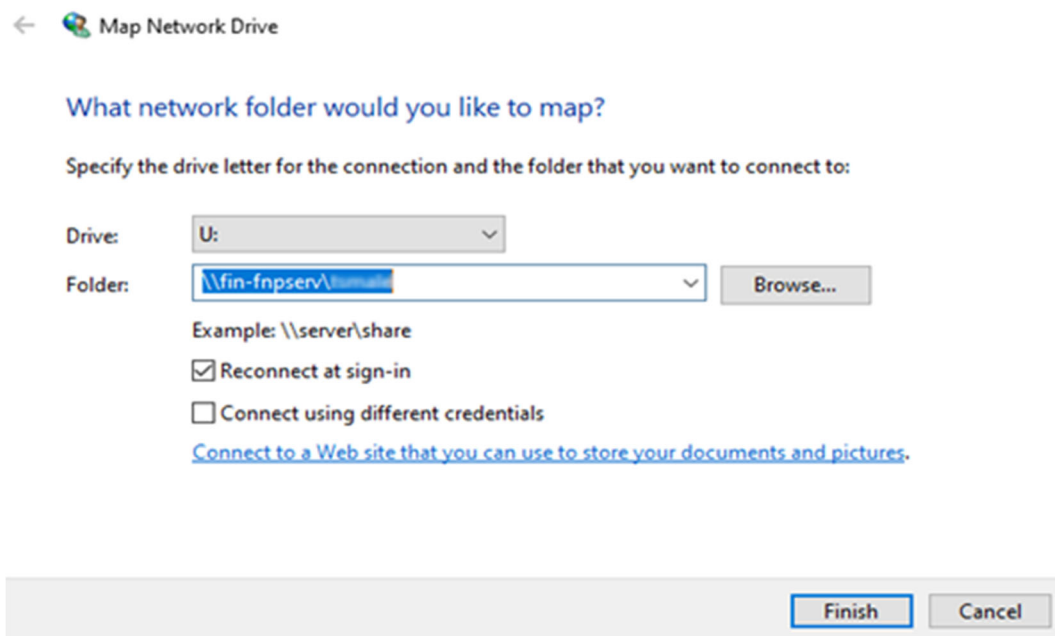 Map Network Drive
What network folder would you like to map?
Specify the drive letter for the connection and the folder that you want to connect to:
Drive: U:
Folder: \\fin-fnpserv\ Browse...
Example: \\server\share
Reconnect at sign-in
Connect using different credentials
Connect to a Web site that you can use to store your documents and pictures.
Finish Cancel